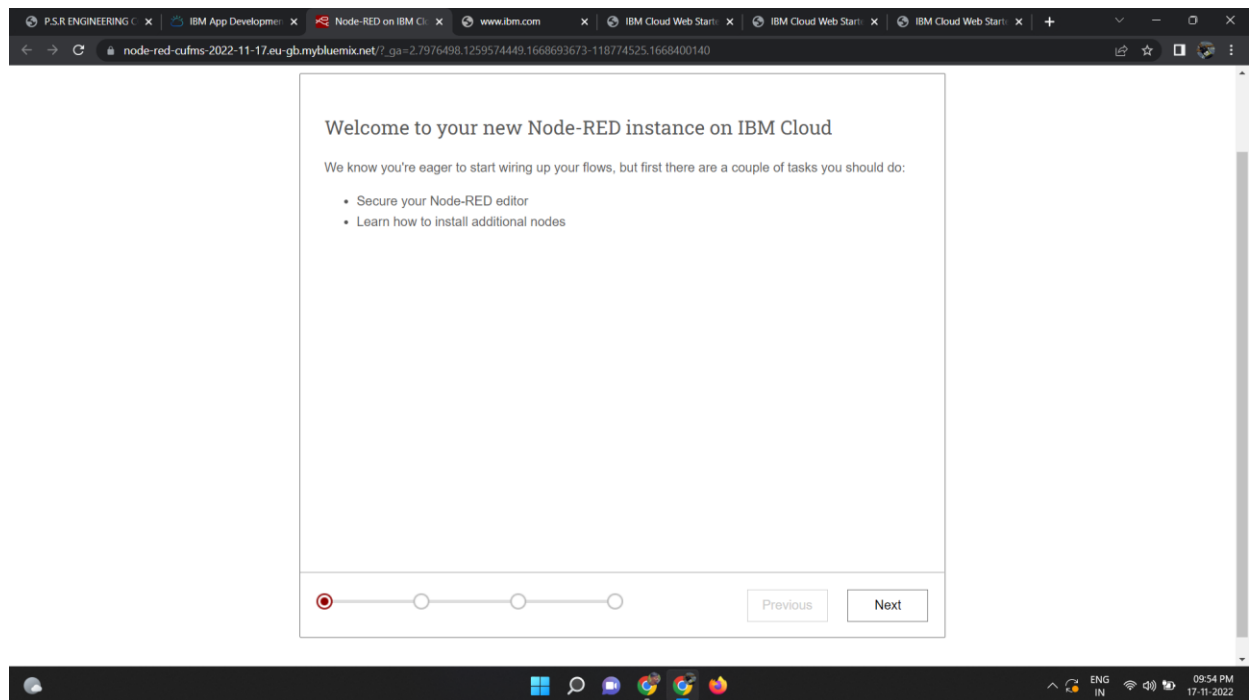 P.S.R ENGINEERING C
IBM App Developmen
Node-RED on IBM Cl
www.ibm.com
IBM Cloud Web Start
IBM Cloud Web Start
IBM Cloud Web Start
node-red-cufms-2022-11-17.eu-gb.mybluemix.net/?_ga=2.7976498.1259574449.1668693673-118774525.1668400140
Welcome to your new Node-RED instance on IBM Cloud
We know you're eager to start wiring up your flows, but first there are a couple of tasks you should do:
• Secure your Node-RED editor
• Learn how to install additional nodes
Previous
Next
ENG
IN
09:54 PM
17-11-2022